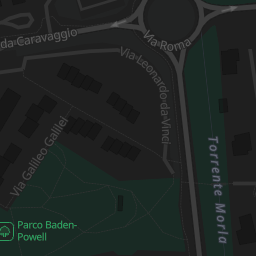 da Caravaggio
Via Roma
Via Leonardo da Vinci
Via Galileo Galilei
Torrente Morla
Parco Baden-
Powell